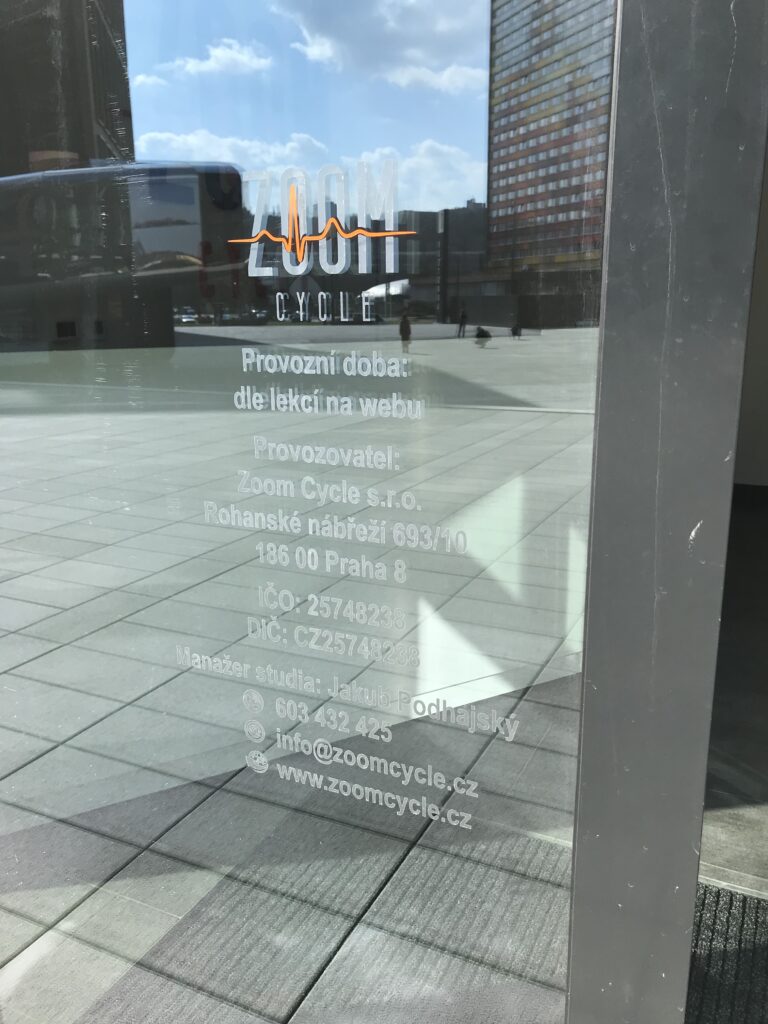 ZOOM
CYCLE
Provozní doba:
dle lekcí na webu
Provozovatel:
Zoom Cycle s.r.o.
Rohanské nábřeží 693/10
186 00 Praha 8
IČO: 25748238
DIČ: CZ25748238
Manažer studia: Jakub Podhajský
603 432 425
info@zoomcycle.cz
www.zoomcycle.cz